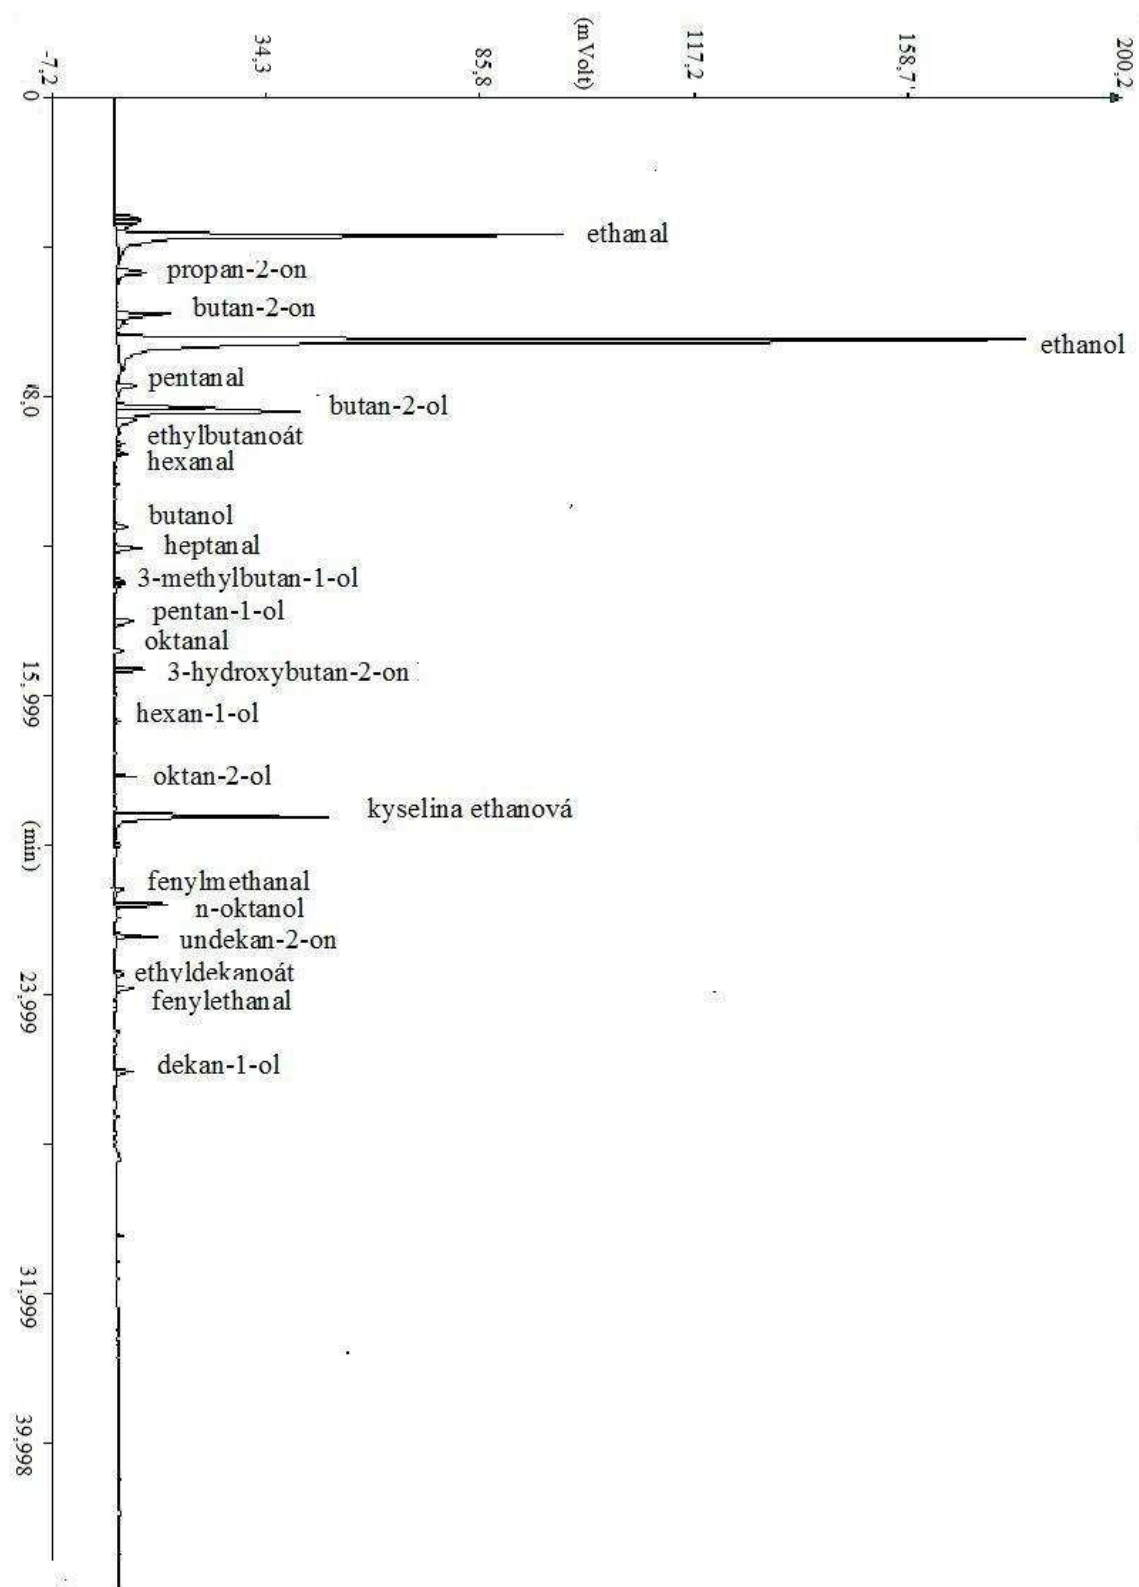 -7,2
34,3
85,8
(mVolt)
117,2
158,7
200,2
0
ethanal
propan-2-on
butan-2-on
ethanol
pentanal
8,0
butan-2-ol
ethylbutanoát
hexanal
butanol
heptanal
3-methylbutan-1-ol
pentan-1-ol
oktanal
3-hydroxybutan-2-on
15,999
hexan-1-ol
oktan-2-ol
kyselina ethanová
(min)
fenylmethanal
n-oktanol
undekan-2-on
ethyldekanoát
23,999
fenylethanal
dekan-1-ol
31,999
39,998